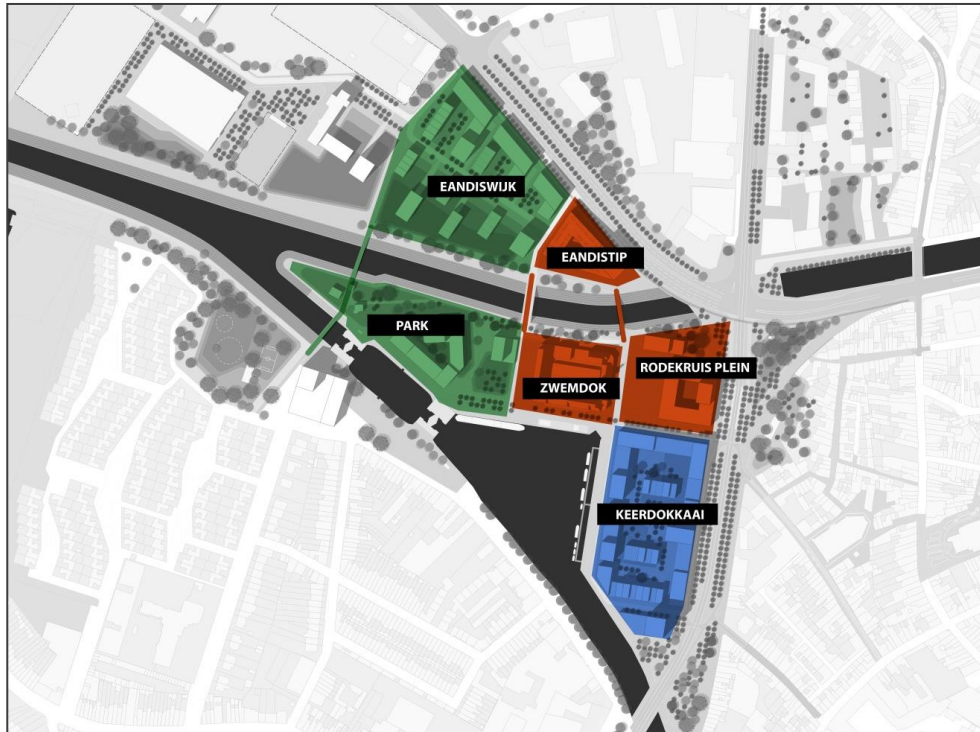 EANDISWIJK
EANDISTIP
PARK
RODEKRUIS PLEIN
ZWEMDOK
KEERDOKKAAI